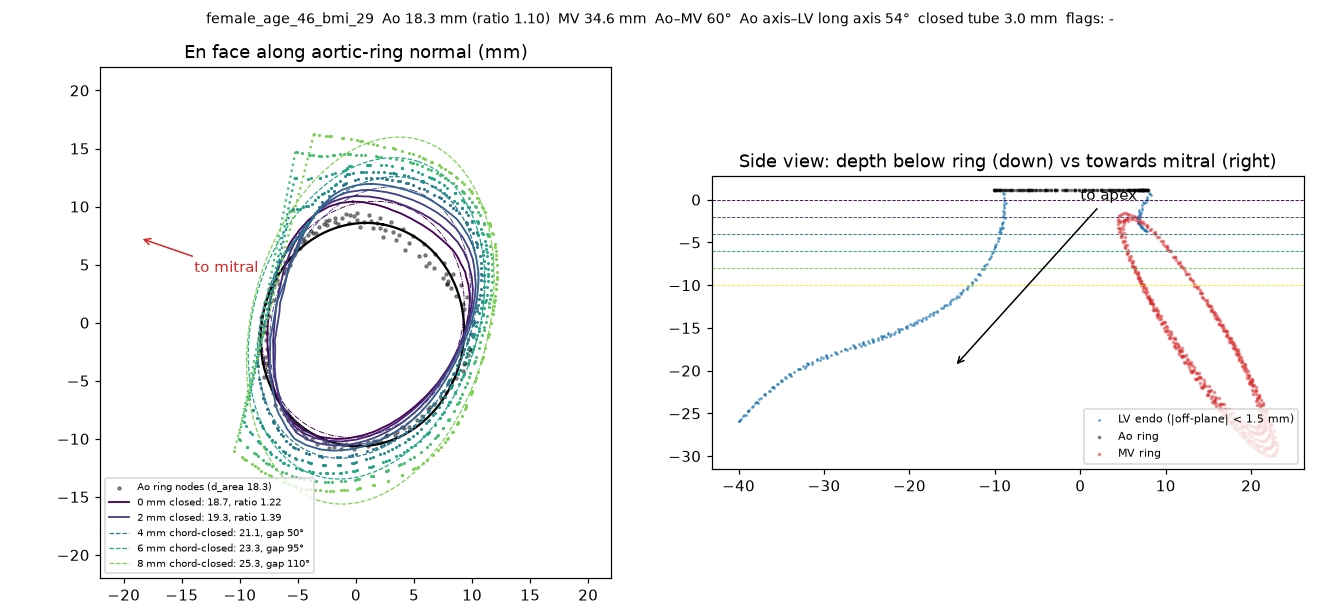 female_age_46_bmi_29  Ao 18.3 mm (ratio 1.10)  MV 34.6 mm  Ao–MV 60°  Ao axis–LV long axis 54°  closed tube 3.0 mm  flags: -
En face along aortic-ring normal (mm)
20
15
10
5
0
−5
−10
−15
−20
to mitral
Ao ring nodes (d_area 18.3)
0 mm closed: 18.7, ratio 1.22
2 mm closed: 19.3, ratio 1.39
4 mm chord-closed: 21.1, gap 50°
6 mm chord-closed: 23.3, gap 95°
8 mm chord-closed: 25.3, gap 110°
−20 −15 −10 −5 0 5 10 15 20
Side view: depth below ring (down) vs towards mitral (right)
0
−5
−10
−15
−20
−25
−30
to apex
LV endo (|off-plane| < 1.5 mm)
Ao ring
MV ring
−40 −30 −20 −10 0 10 20